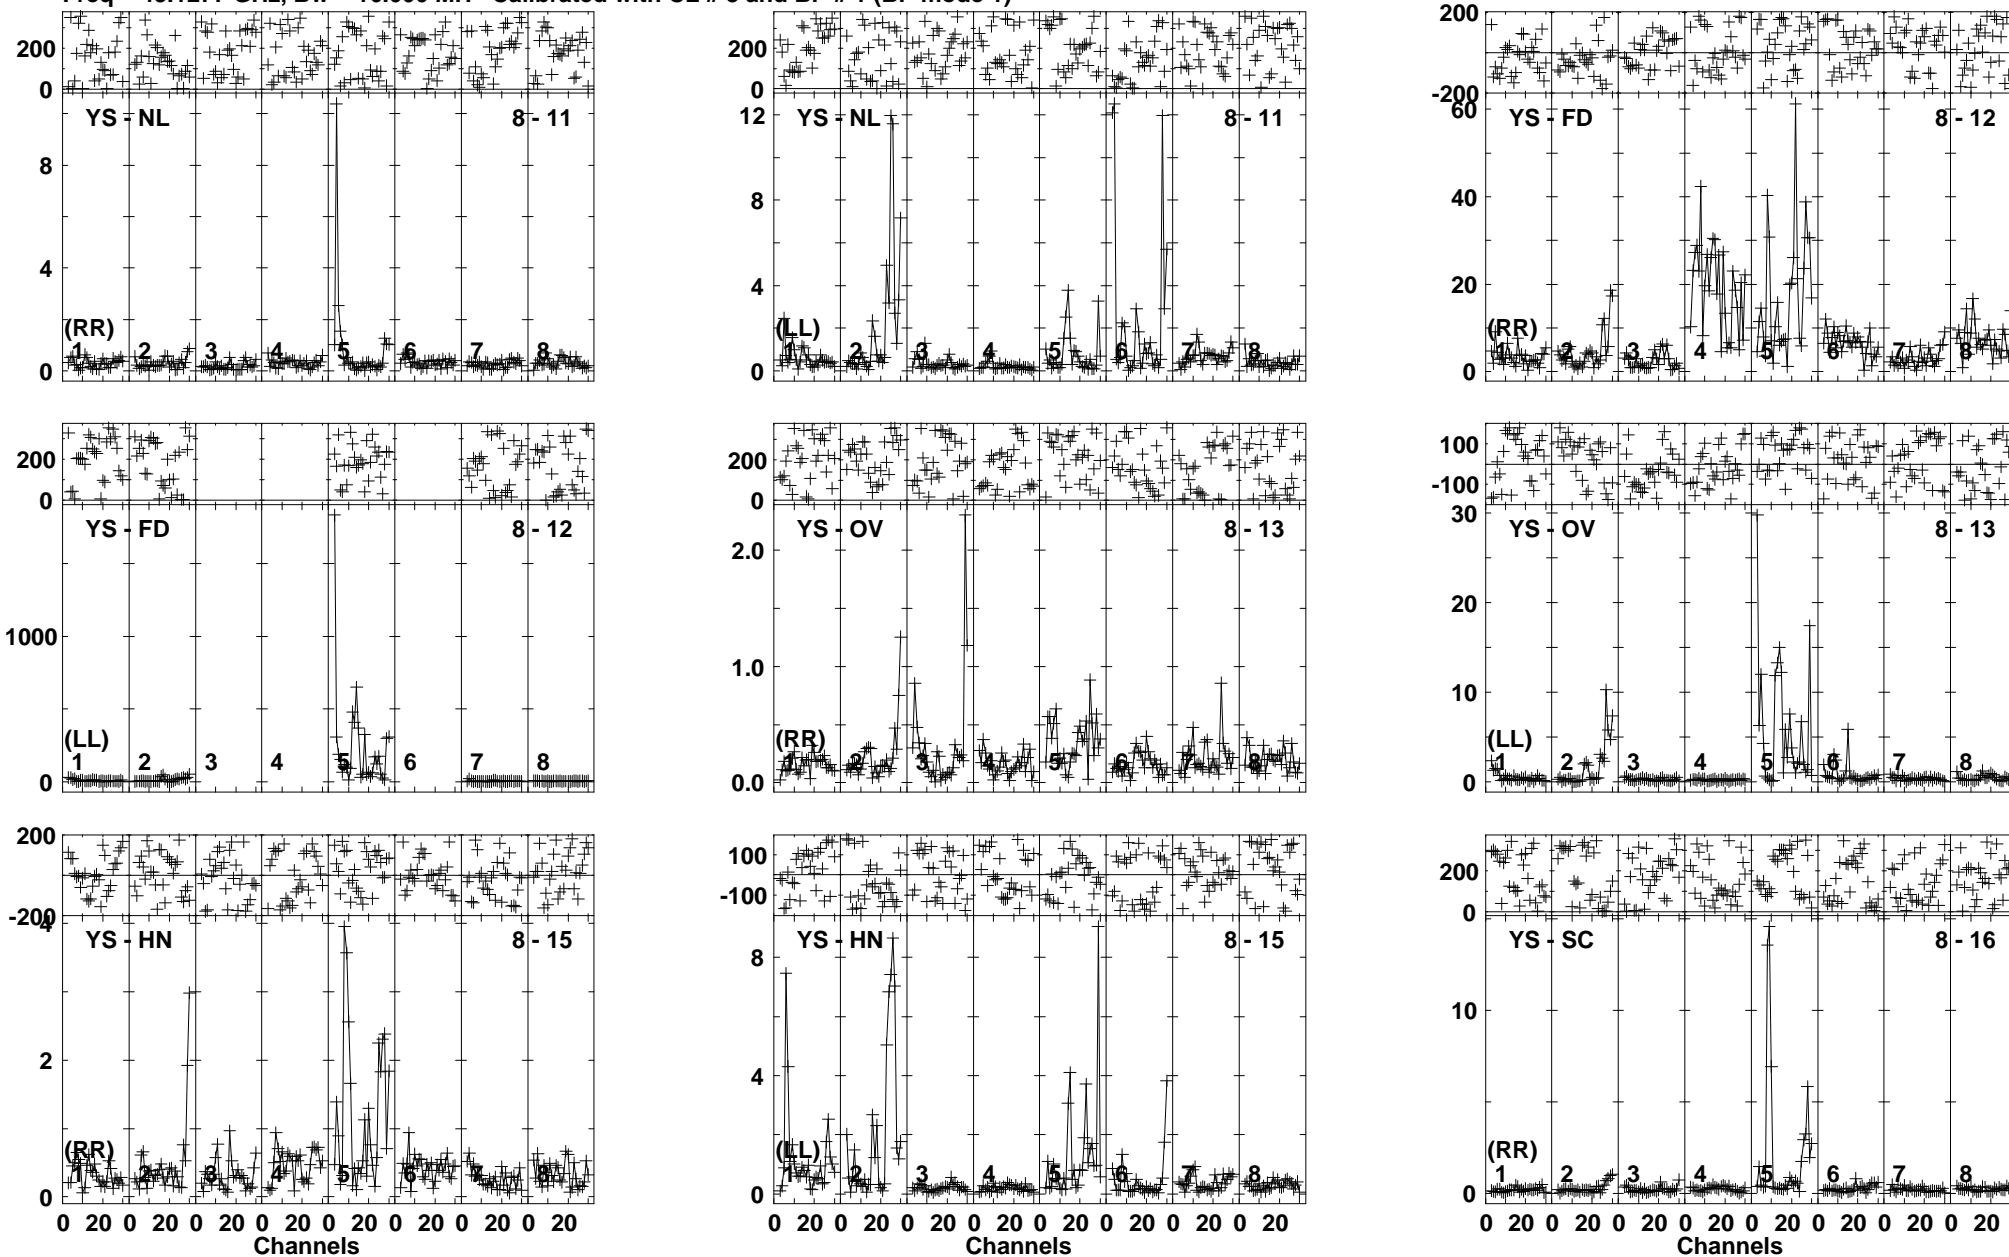 200 200 200
0 0 -200
YS - NL 8 - 11 YS - NL 8 - 11 YS - FD 8 - 12
8 4 0
12 8 4 0
60 40 20 0
(RR) (LL) (RR)
1 2 3 4 5 6 7 8 1 2 3 4 5 6 7 8 1 2 3 4 5 6 7 8
200 200 100
0 0 -100
YS - FD 8 - 12 YS - OV 8 - 13 YS - OV 8 - 13
1000 0
2.0 1.0 0.0
30 20 10 0
(LL) (RR) (LL)
1 2 3 4 5 6 7 8 1 2 3 4 5 6 7 8 1 2 3 4 5 6 7 8
200 100 200
-200 -100 0
YS - HN 8 - 15 YS - HN 8 - 15 YS - SC 8 - 16
4 2 0
8 4 0
10 0
(RR) (LL) (RR)
1 2 3 4 5 6 7 8 1 2 3 4 5 6 7 8 1 2 3 4 5 6 7 8
0 20 0 20 0 20 0 20 0 20 0 20 0 20 0 20 0 20 0 20 0 20 0 20 0 20 0 20 0 20 0 20 0 20 0 20 0 20 0 20 0 20 0 20 0 20 0 20
Channels Channels Channels